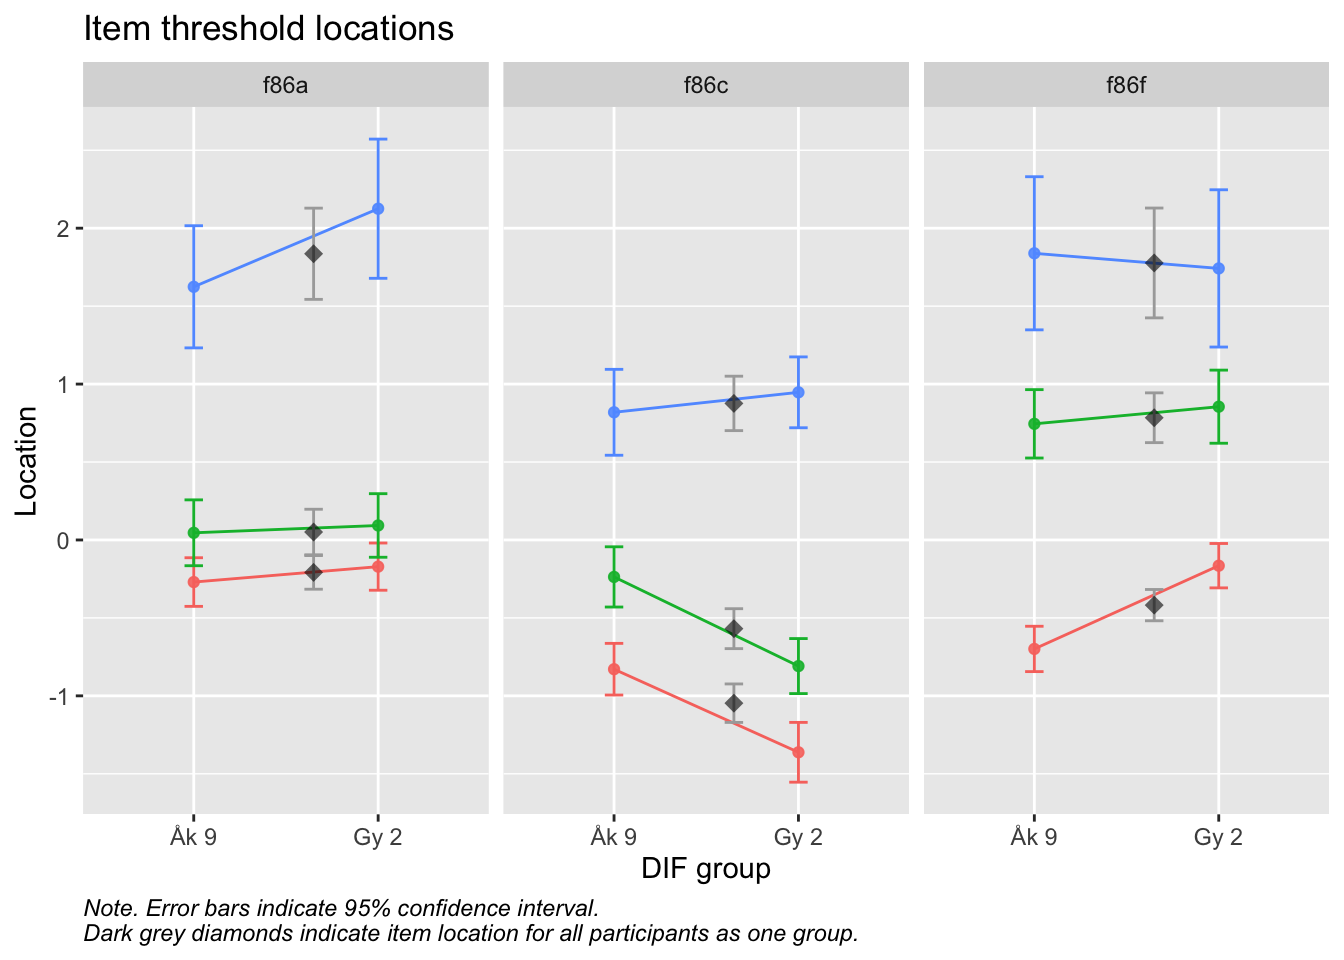 Item threshold locations
f86a
f86c
f86f
Location
2
1
0
-1
Åk 9
Gy 2
Åk 9
Gy 2
Åk 9
Gy 2
DIF group
Note. Error bars indicate 95% confidence interval.
Dark grey diamonds indicate item location for all participants as one group.